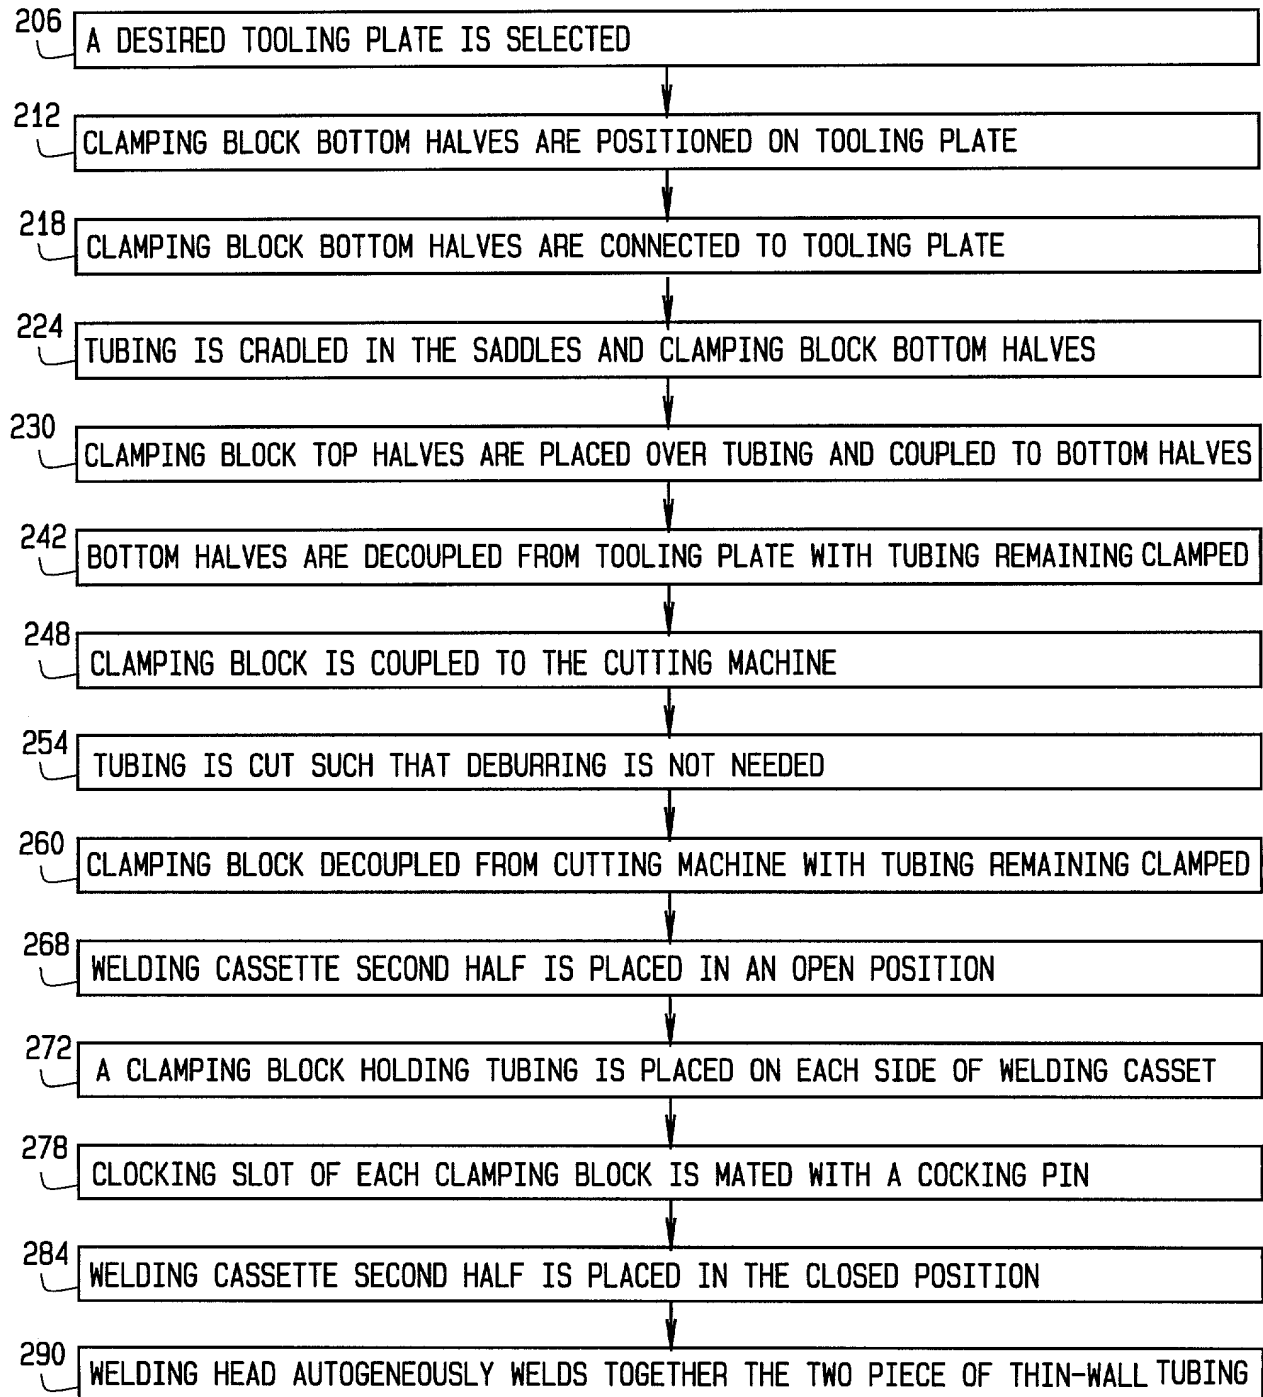 206 A DESIRED TOOLING PLATE IS SELECTED
212 CLAMPING BLOCK BOTTOM HALVES ARE POSITIONED ON TOOLING PLATE
218 CLAMPING BLOCK BOTTOM HALVES ARE CONNECTED TO TOOLING PLATE
224 TUBING IS CRADLED IN THE SADDLES AND CLAMPING BLOCK BOTTOM HALVES
230 CLAMPING BLOCK TOP HALVES ARE PLACED OVER TUBING AND COUPLED TO BOTTOM HALVES
242 BOTTOM HALVES ARE DECOUPLED FROM TOOLING PLATE WITH TUBING REMAINING CLAMPED
248 CLAMPING BLOCK IS COUPLED TO THE CUTTING MACHINE
254 TUBING IS CUT SUCH THAT DEBURRING IS NOT NEEDED
260 CLAMPING BLOCK DECOUPLED FROM CUTTING MACHINE WITH TUBING REMAINING CLAMPED
268 WELDING CASSETTE SECOND HALF IS PLACED IN AN OPEN POSITION
272 A CLAMPING BLOCK HOLDING TUBING IS PLACED ON EACH SIDE OF WELDING CASSET
278 CLOCKING SLOT OF EACH CLAMPING BLOCK IS MATED WITH A COCKING PIN
284 WELDING CASSETTE SECOND HALF IS PLACED IN THE CLOSED POSITION
290 WELDING HEAD AUTOGENEOUSLY WELDS TOGETHER THE TWO PIECE OF THIN-WALL TUBING